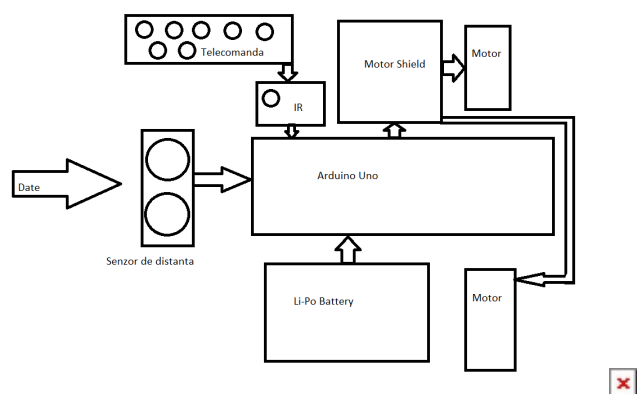 Telecomanda
Motor Shield
Motor
IR
Arduino Uno
Date
Senzor de distanta
Li-Po Battery
Motor